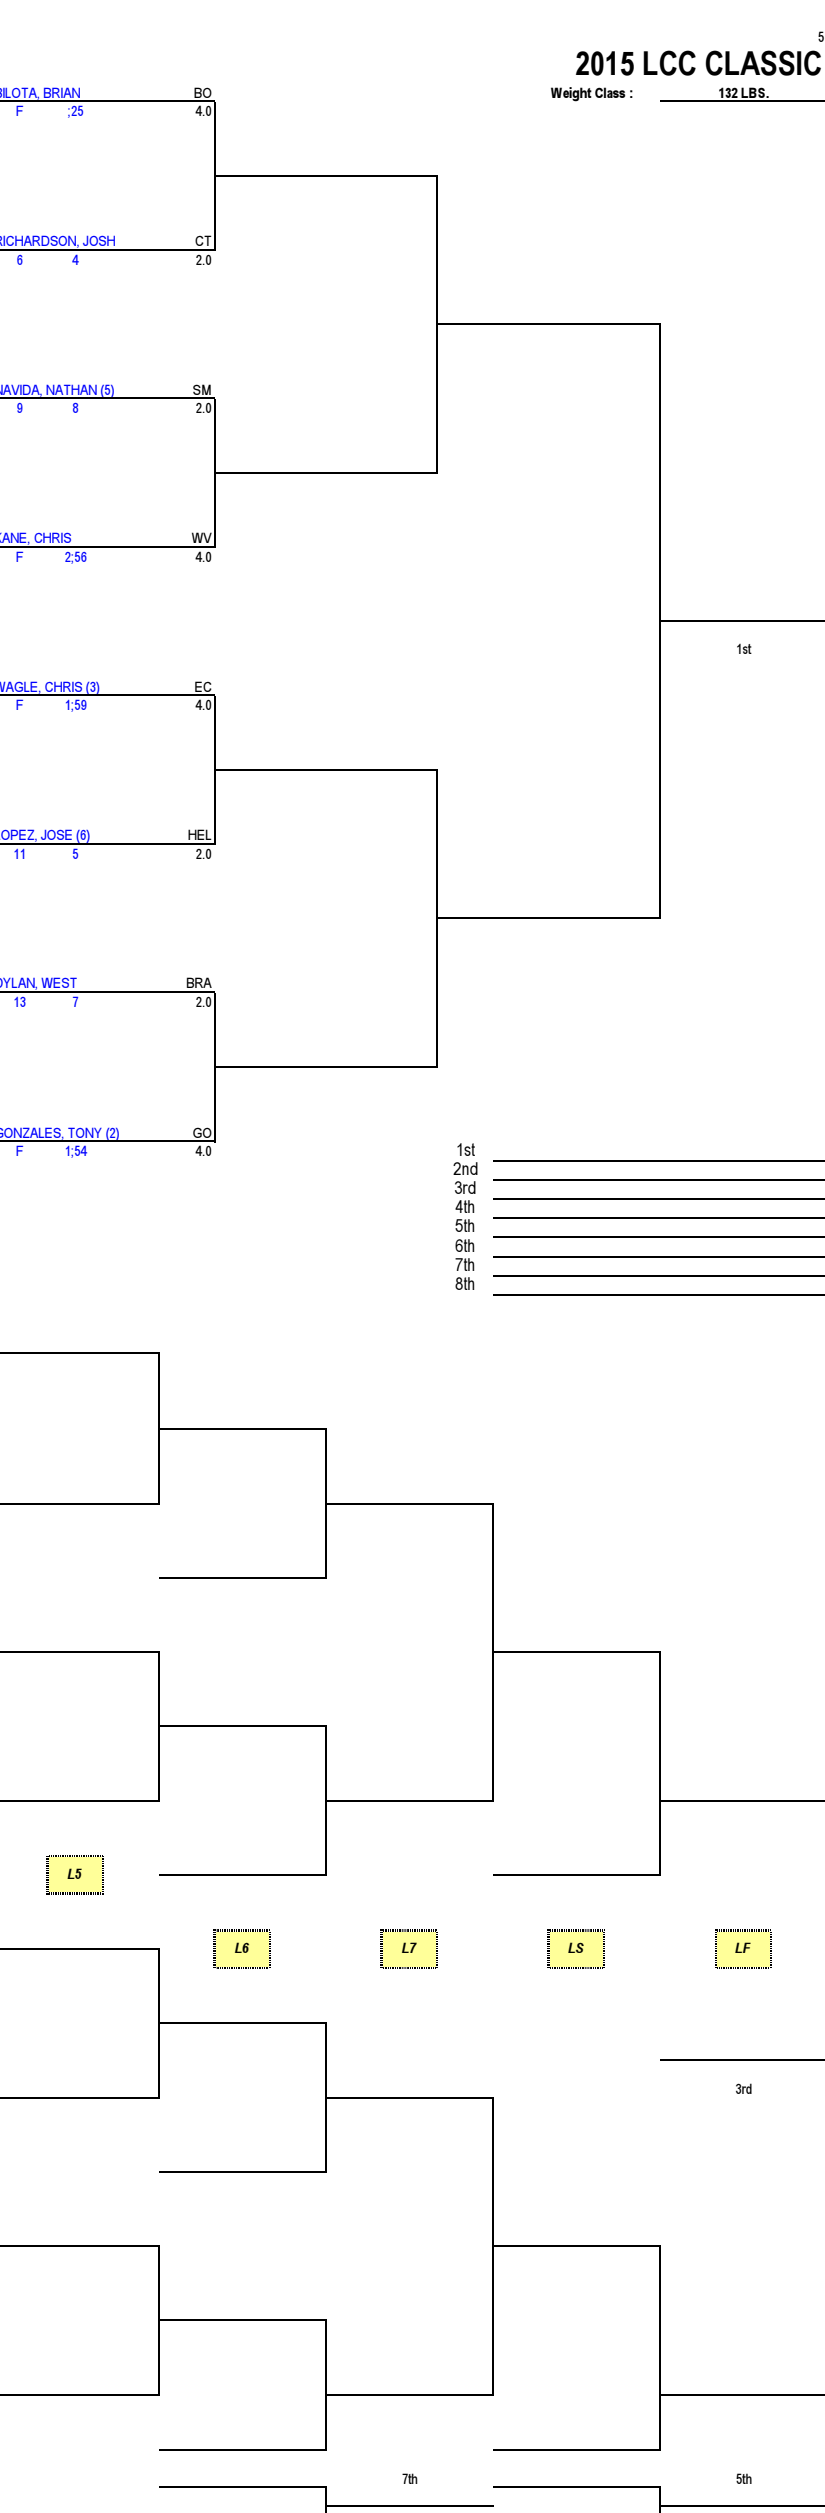 5
2015 LCC CLASSIC
BILOTA, BRIAN BO Weight Class : 132 LBS.
F ;25 4.0
RICHARDSON, JOSH CT
6 4 2.0
NAVIDA, NATHAN (5) SM
9 8 2.0
KANE, CHRIS WV
F 2;56 4.0
1st
WAGLE, CHRIS (3) EC
F 1;59 4.0
OPEZ, JOSE (6) HEL
11 5 2.0
DYLAN, WEST BRA
13 7 2.0
GONZALES, TONY (2) GO
F 1;54 4.0
1st
2nd
3rd
4th
5th
6th
7th
8th
L5
L6 L7 LS LF
3rd
7th 5th